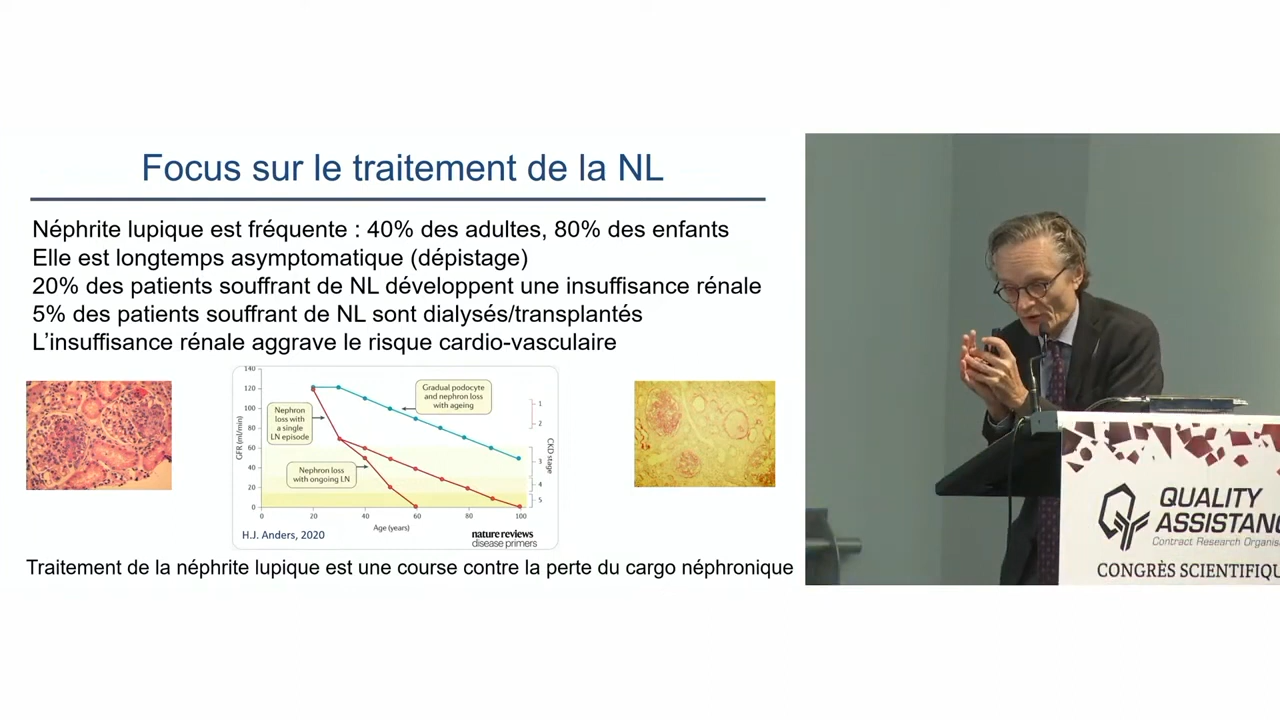 Focus sur le traitement de la NL
Néphrite lupique est fréquente : 40% des adultes, 80% des enfants
Elle est longtemps asymptomatique (dépistage)
20% des patients souffrant de NL développent une insuffisance rénale
5% des patients souffrant de NL sont dialysés/transplantés
L'insuffisance rénale aggrave le risque cardio-vasculaire
140
120
100
80
60
40
20
0
GFR (ml/min)
Nephron
loss with
a single
LN episode
Nephron loss
with ongoing LN
Gradual podocyte
and nephron loss
with ageing
1
2
3
4
5
CKD stage
0
20
40
60
80
100
Age (years)
H.J. Anders, 2020
nature reviews
disease primers
Traitement de la néphrite lupique est une course contre la perte du cargo néphronique
QUALITY
ASSISTANC
Contract Research Organis
CONGRÈS SCIENTIFIQU